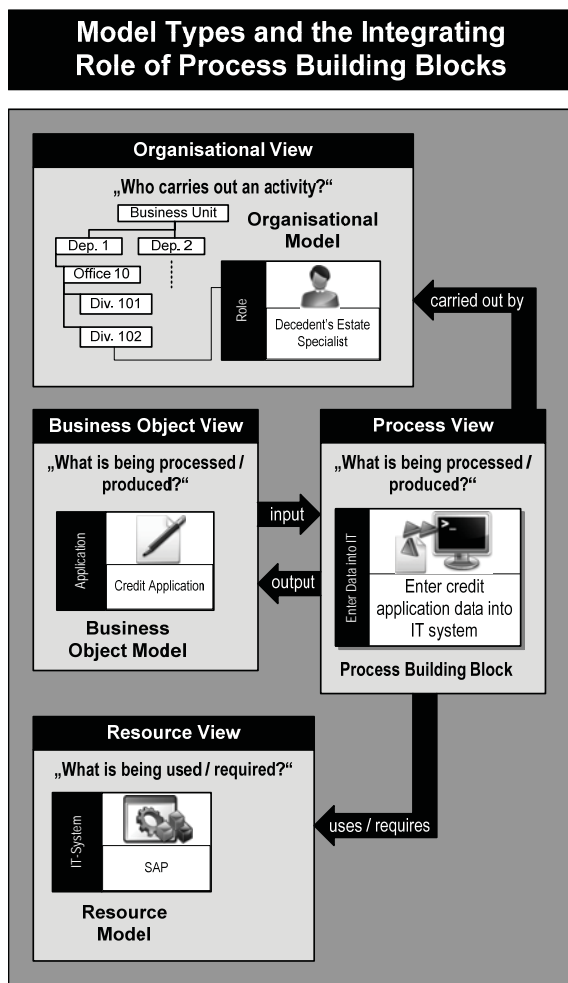 Model Types and the Integrating
Role of Process Building Blocks
Organisational View
„Who carries out an activity?“
Business Unit
Organisational
Model
Dep. 1
Dep. 2
Office 10
Div. 101
Div. 102
Role
Decedent's Estate
Specialist
carried out by
Business Object View
„What is being processed /
produced?“
Application
Credit Application
Business
Object Model
input
output
Process View
„What is being processed /
produced?“
Enter Data into IT
>_
Enter credit
application data into
IT system
Process Building Block
Resource View
„What is being used / required?“
IT-System
SAP
Resource
Model
uses / requires